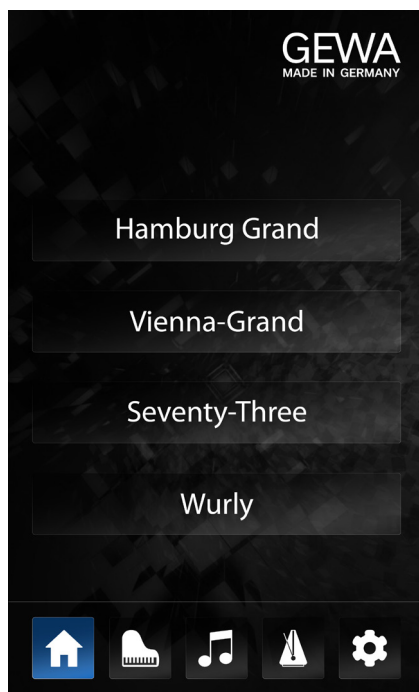 GEWA
MADE IN GERMANY
Hamburg Grand
Vienna-Grand
Seventy-Three
Wurly